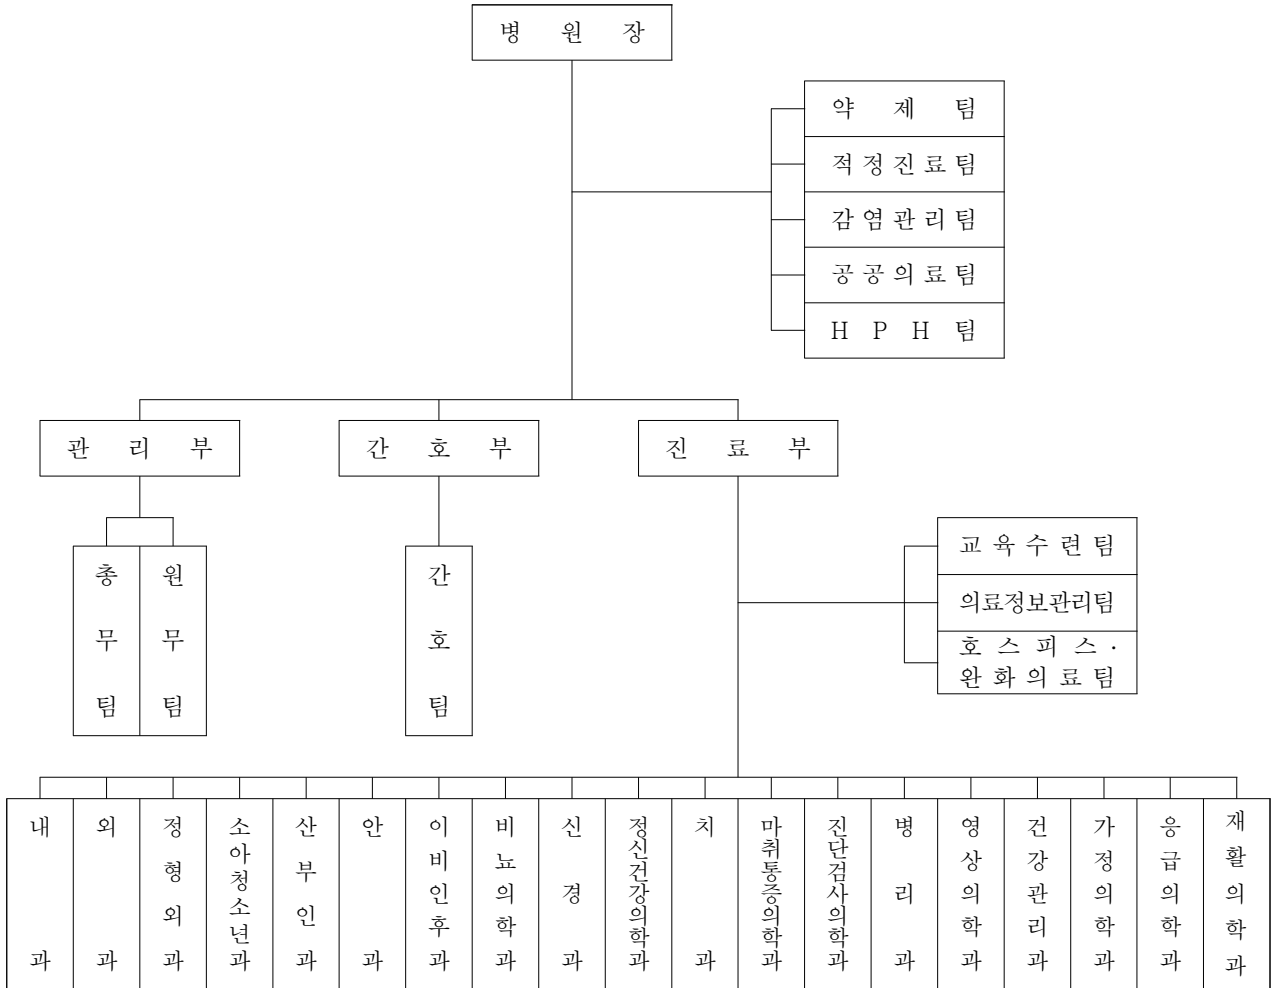 병 원 장
약 제 팀
적정진료팀
감염관리팀
공공의료팀
H P H 팀
관 리 부
간 호 부
진 료 부
총무팀
원무팀
간호팀
교육수련팀
의료정보관리팀
호스피스·
완화의료팀
내과
외과
정형외과
소아청소년과
산부인과
안과
이비인후과
비뇨의학과
신경과
정신건강의학과
치과
마취통증의학과
진단검사의학과
병리과
영상의학과
건강관리과
가정의학과
응급의학과
재활의학과